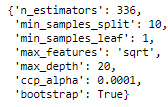 {'n_estimators': 336,
'min_samples_split': 10,
'min_samples_leaf': 1,
'max_features': 'sqrt',
'max_depth': 20,
'ccp_alpha': 0.0001,
'bootstrap': True}